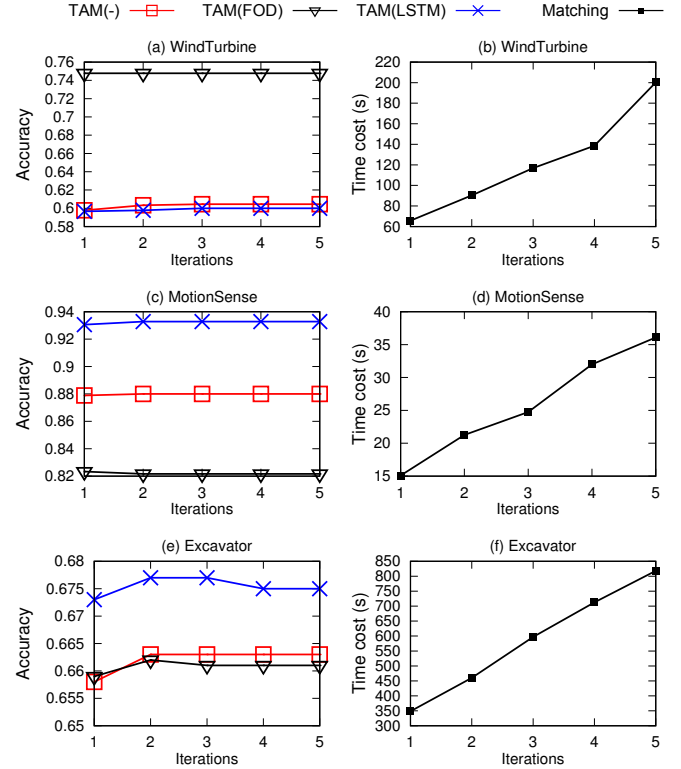 TAM(-) TAM(FOD) TAM(LSTM) Matching
(a) WindTurbine
Accuracy
0.76
0.74
0.72
0.7
0.68
0.66
0.64
0.62
0.6
0.58
1 2 3 4 5
Iterations
(b) WindTurbine
Time cost (s)
220
200
180
160
140
120
100
80
60
1 2 3 4 5
Iterations
(c) MotionSense
Accuracy
0.94
0.92
0.9
0.88
0.86
0.84
0.82
1 2 3 4 5
Iterations
(d) MotionSense
Time cost (s)
40
35
30
25
20
15
1 2 3 4 5
Iterations
(e) Excavator
Accuracy
0.68
0.675
0.67
0.665
0.66
0.655
0.65
1 2 3 4 5
Iterations
(f) Excavator
Time cost (s)
850
800
750
700
650
600
550
500
450
400
350
300
1 2 3 4 5
Iterations